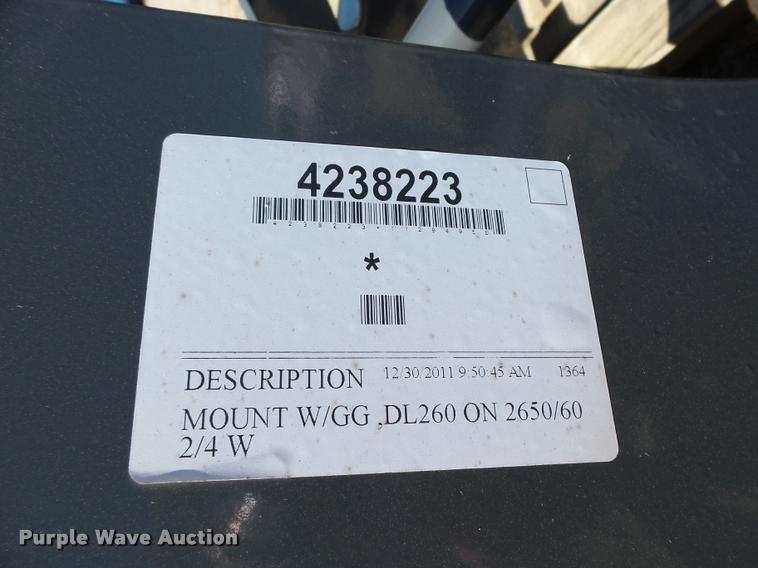 4238223
*
DESCRIPTION 12/30/2011 9:50:45 AM 1364
MOUNT W/GG ,DL260 ON 2650/60
2/4 W
Purple Wave Auction